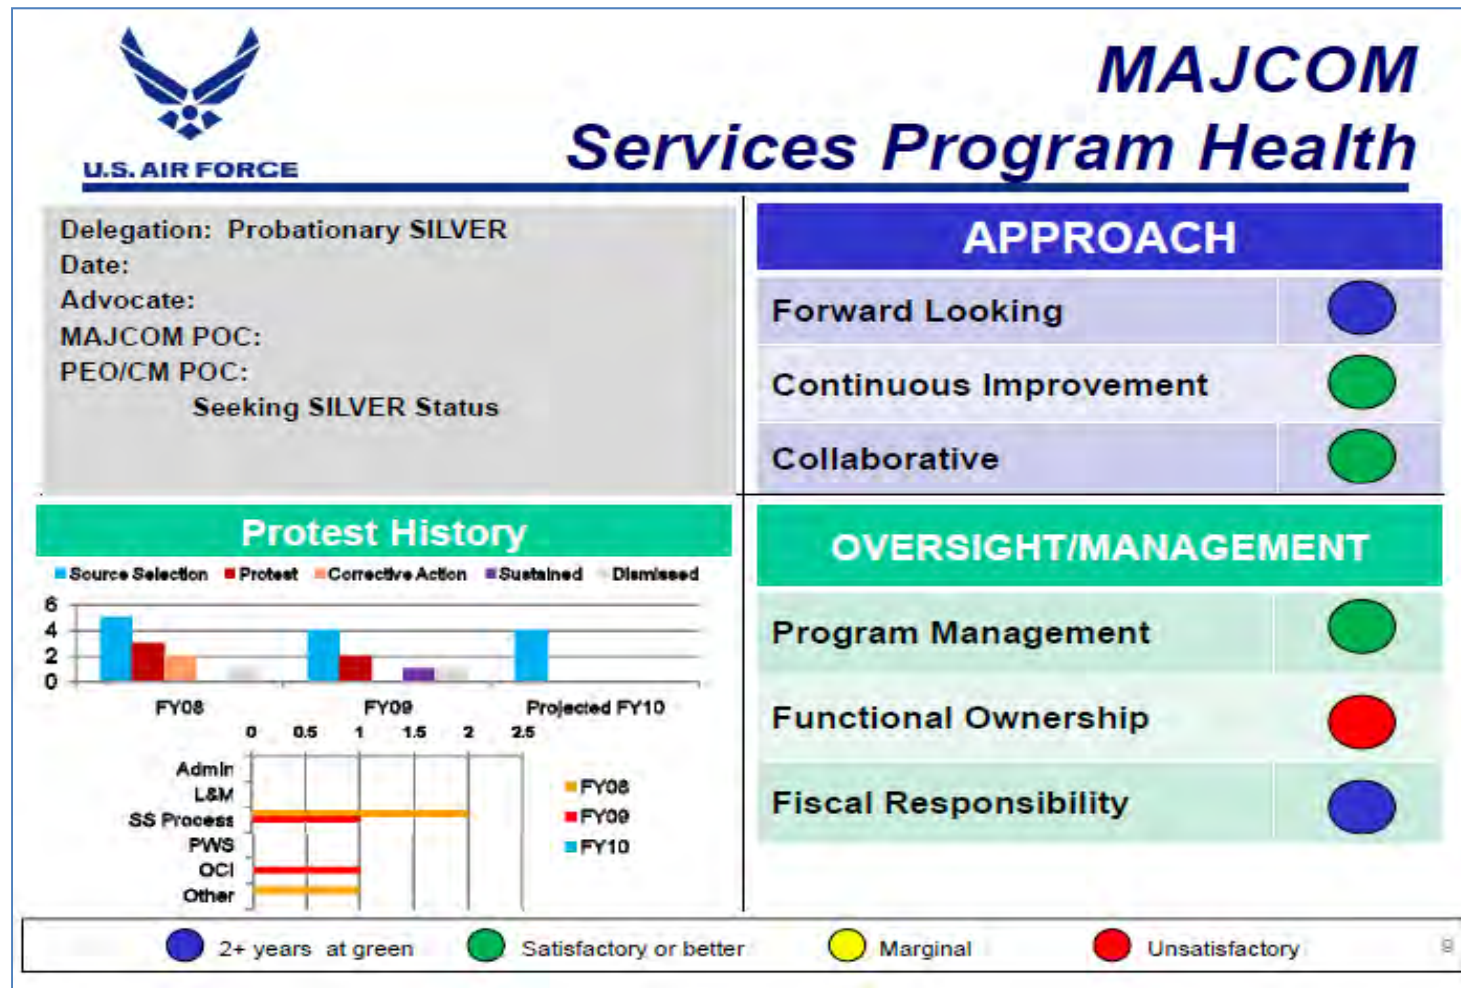 U.S. AIR FORCE
MAJCOM
Services Program Health
Delegation: Probationary SILVER
Date:
Advocate:
MAJCOM POC:
PEO/CM POC:
Seeking SILVER Status
APPROACH
Forward Looking
Continuous Improvement
Collaborative
Protest History
Source Selection Protest Corrective Action Sustained Dismissed
6
4
2
0
FY08 FY09 Projected FY10
0 0.5 1 1.5 2 2.5
Admin
L&M
SS Process
PWS
OCI
Other
FY08
FY09
FY10
OVERSIGHT/MANAGEMENT
Program Management
Functional Ownership
Fiscal Responsibility
2+ years at green Satisfactory or better Marginal Unsatisfactory